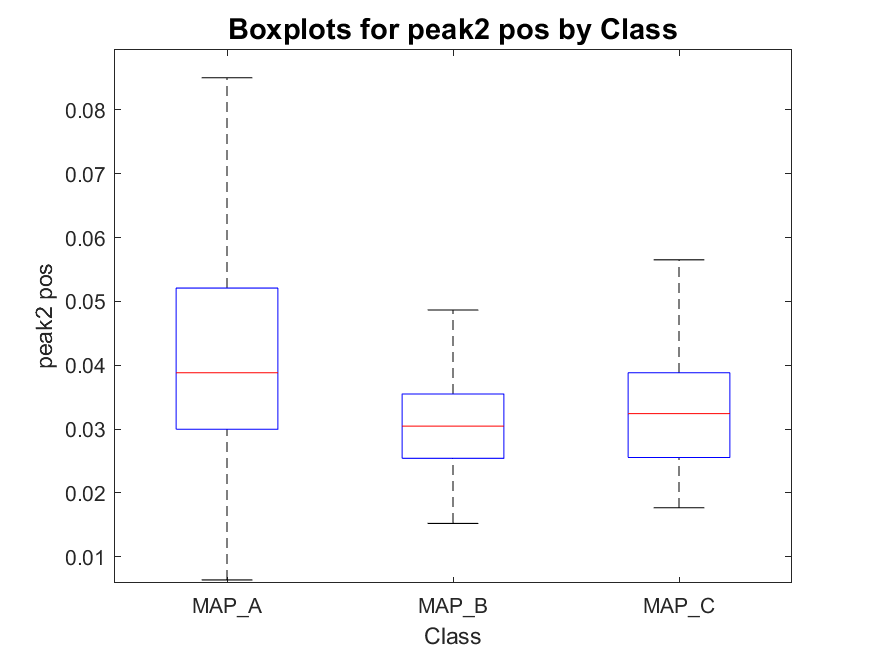 Boxplots for peak2 pos by Class
0.08
0.07
0.06
0.05
0.04
0.03
0.02
0.01
peak2 pos
MAP_A
MAP_B
MAP_C
Class